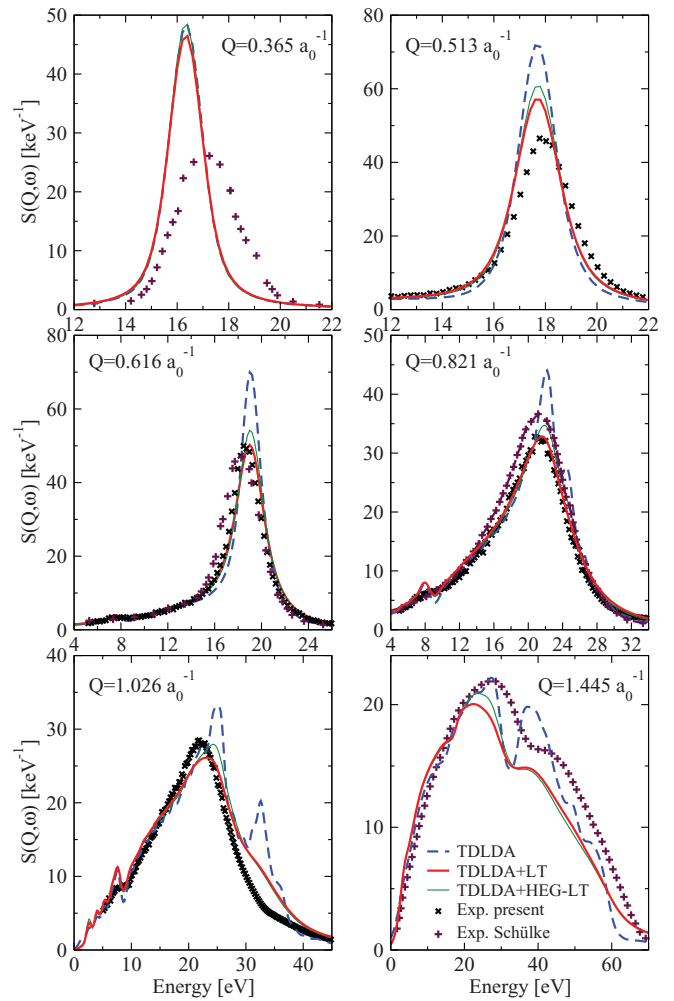 Q=0.365 a₀⁻¹
Q=0.513 a₀⁻¹
S(Q,ω) [keV⁻¹]
50
40
30
20
10
0
12 14 16 18 20 22
80
60
40
20
0
12 14 16 18 20 22
Q=0.616 a₀⁻¹
Q=0.821 a₀⁻¹
S(Q,ω) [keV⁻¹]
80
60
40
20
0
4 8 12 16 20 24
50
40
30
20
10
0
4 8 12 16 20 24 28 32
Q=1.026 a₀⁻¹
Q=1.445 a₀⁻¹
S(Q,ω) [keV⁻¹]
40
30
20
10
0
0 10 20 30 40
Energy [eV]
20
10
0
0 20 40 60
Energy [eV]
TDLDA
TDLDA+LT
TDLDA+HEG-LT
Exp. present
Exp. Schülke